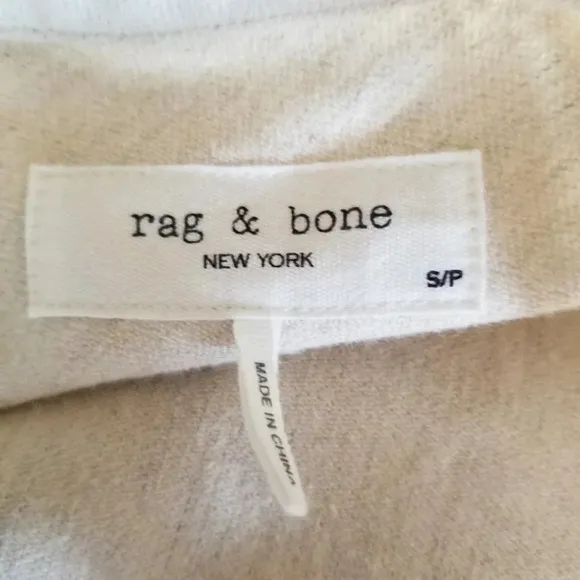 rag & bone
NEW YORK
S/P
MADE IN CHINA